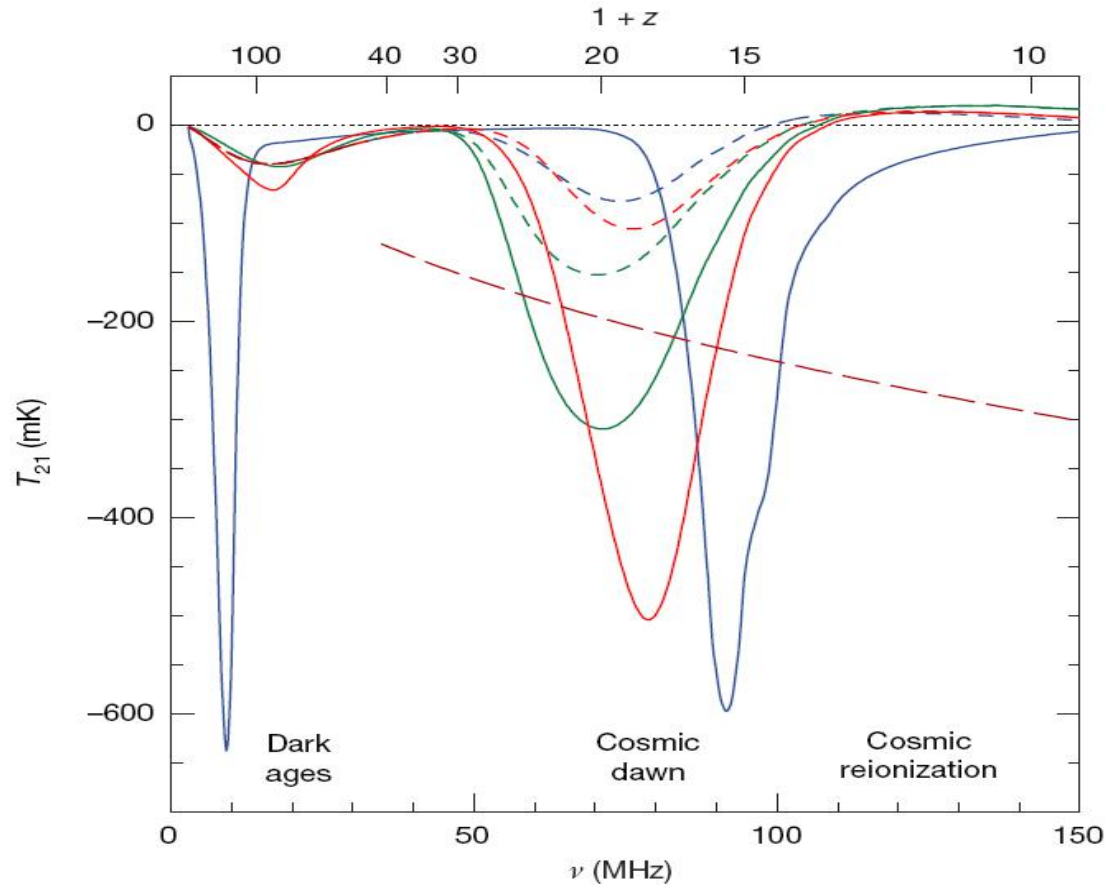 1 + z
100 40 30 20 15 10
0
−200
−400
−600
T21 (mK)
Dark
ages
Cosmic
dawn
Cosmic
reionization
0 50 100 150
ν (MHz)